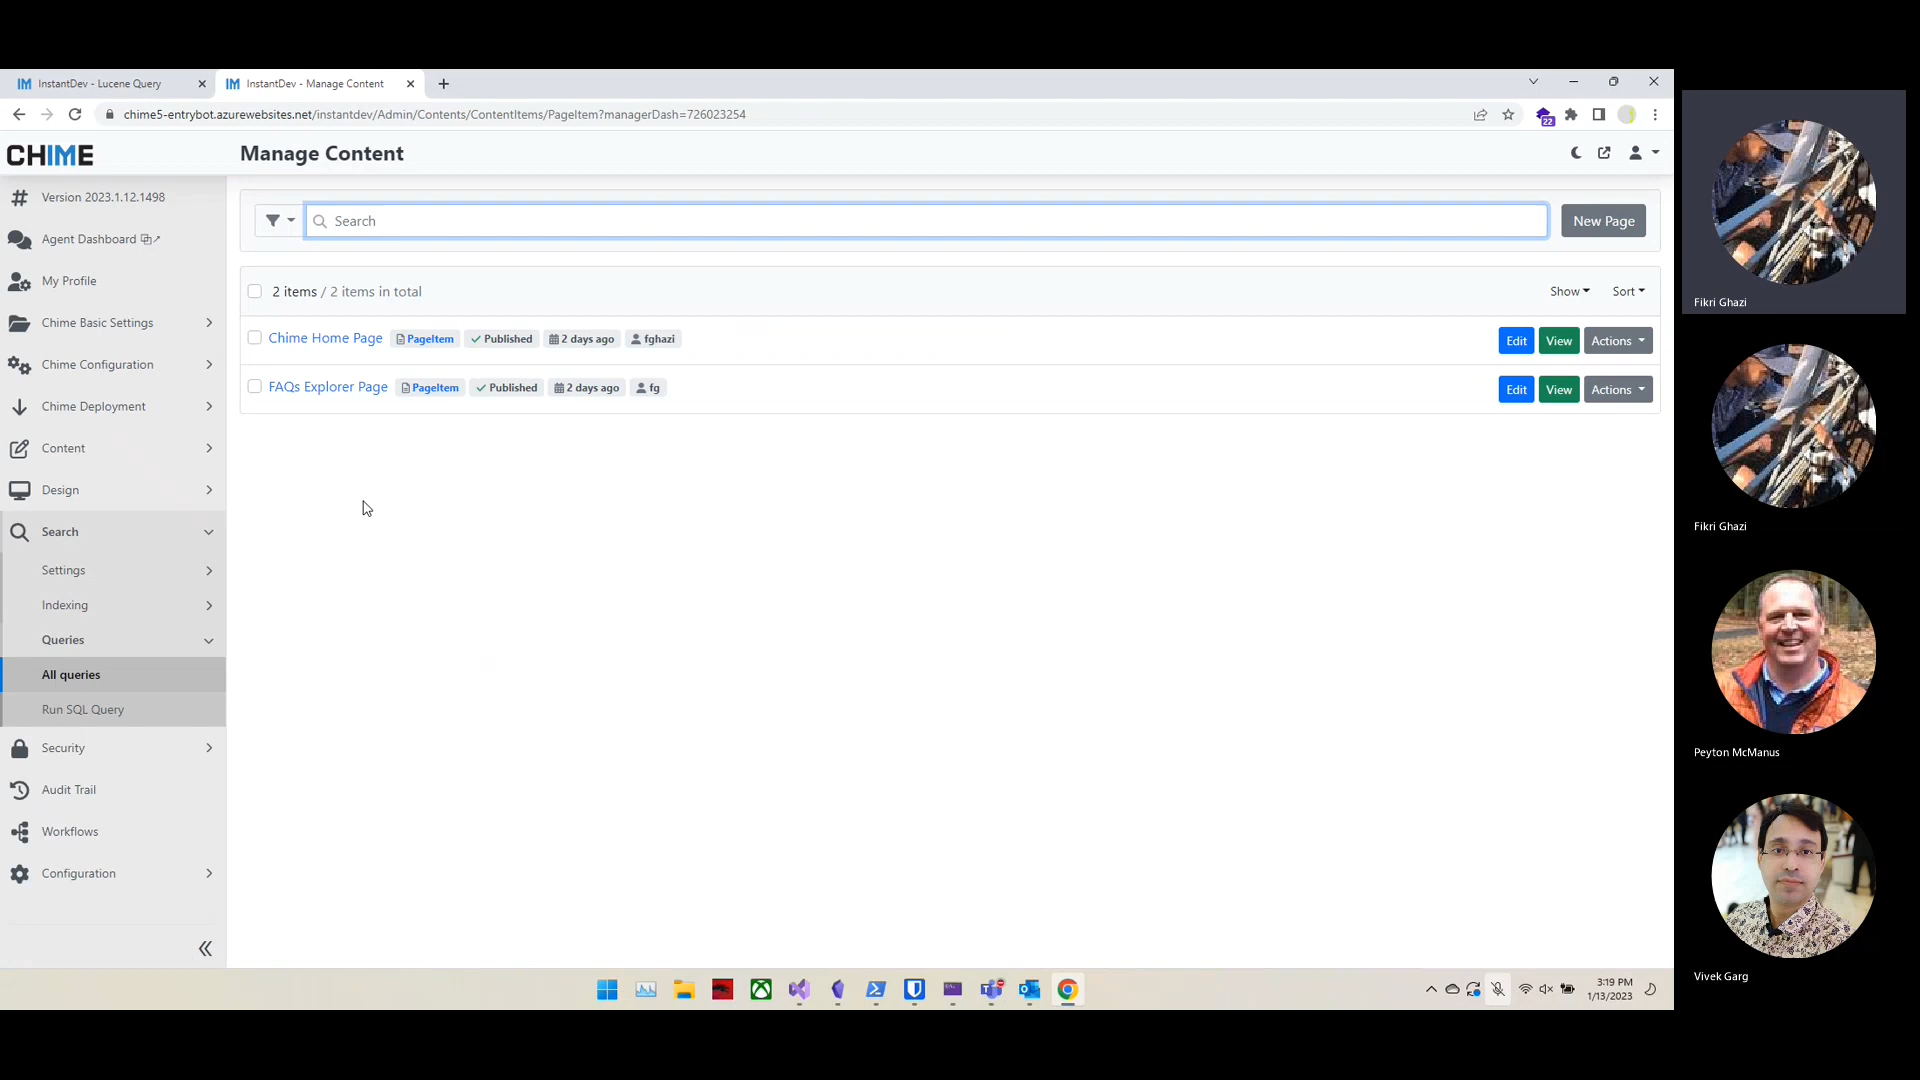 InstantDev - Lucene Query
InstantDev - Manage Content
chime5-entrybot.azurewebsites.net/instantdev/Admin/Contents/ContentItems/PageItem?managerDash=726023254
22
CHIME
Manage Content
Version 2023.1.12.1498
Agent Dashboard
My Profile
Chime Basic Settings
Chime Configuration
Chime Deployment
Content
Design
Search
Settings
Indexing
Queries
All queries
Run SQL Query
Security
Audit Trail
Workflows
Configuration
Search
New Page
2 items / 2 items in total
Show
Sort
Chime Home Page PageItem Published 2 days ago fghazi
Edit View Actions
FAQs Explorer Page PageItem Published 2 days ago fg
Edit View Actions
3:19 PM
1/13/2023
Fikri Ghazi
Fikri Ghazi
Peyton McManus
Vivek Garg